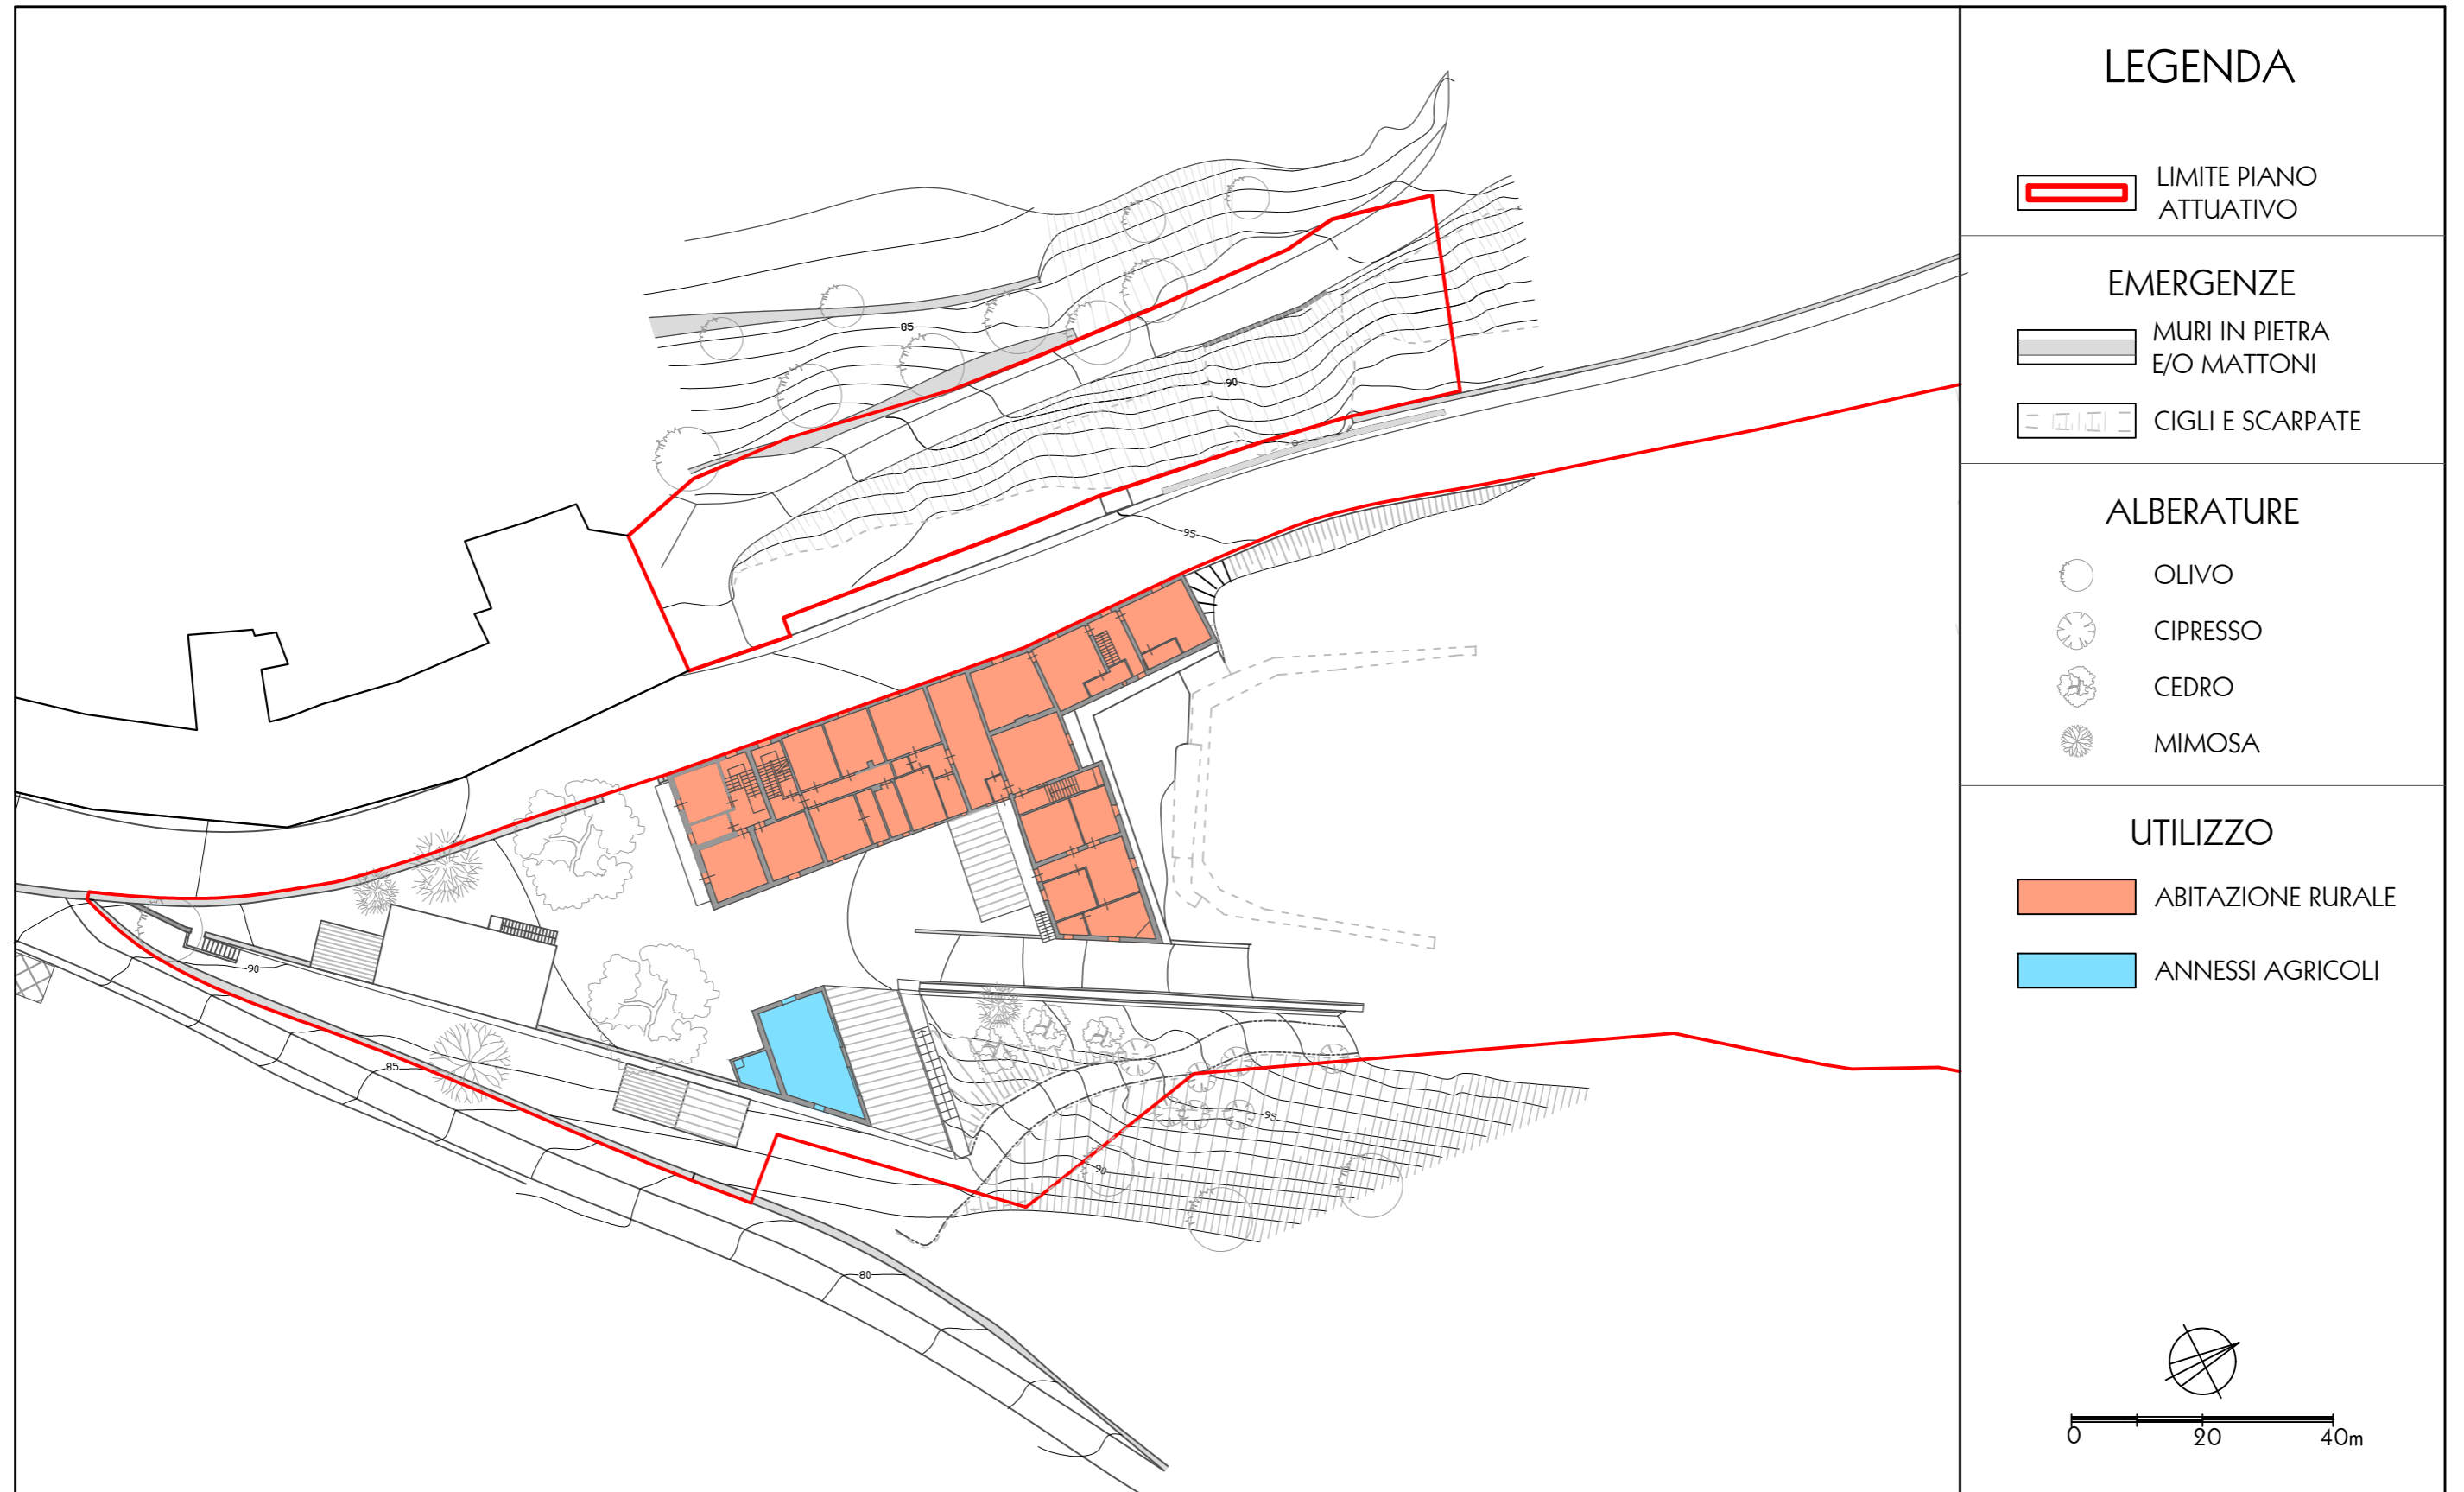 LEGENDA
LIMITE PIANO
ATTUATIVO
EMERGENZE
MURI IN PIETRA
E/O MATTONI
CIGLI E SCARPATE
ALBERATURE
OLIVO
CIPRESSO
CEDRO
MIMOSA
UTILIZZO
ABITAZIONE RURALE
ANNESSI AGRICOLI
0 20 40m
85
90
95
90
85
95
90
80